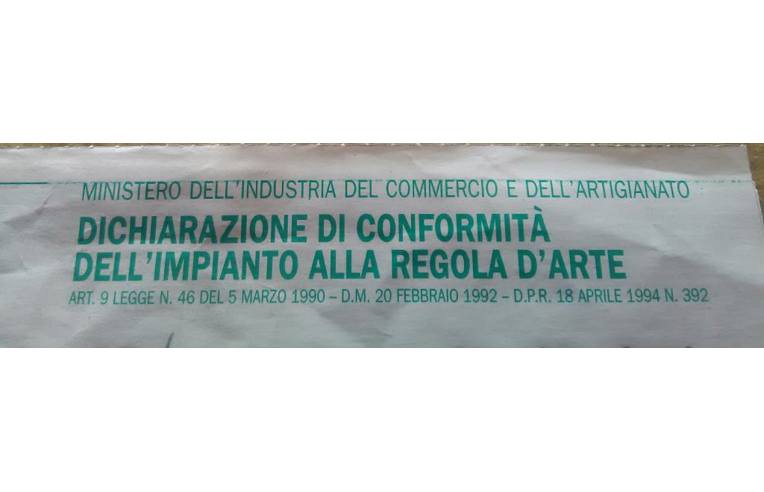 MINISTERO DELL'INDUSTRIA DEL COMMERCIO E DELL'ARTIGIANATO
DICHIARAZIONE DI CONFORMITÀ
DELL'IMPIANTO ALLA REGOLA D'ARTE
ART. 9 LEGGE N. 46 DEL 5 MARZO 1990 – D.M. 20 FEBBRAIO 1992 – D.P.R. 18 APRILE 1994 N. 392